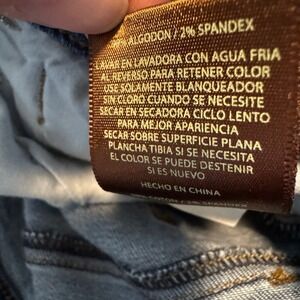 ALGODON / 2% SPANDEX
LAVAR EN LAVADORA CON AGUA FRIA
AL REVERSO PARA RETENER COLOR
USE SOLAMENTE BLANQUEADOR
SIN CLORO CUANDO SE NECESITE
SECAR EN SECADORA CICLO LENTO
PARA MEJOR APARIENCIA
SECAR SOBRE SUPERFICIE PLANA
PLANCHA TIBIA SI SE NECESITA
EL COLOR SE PUEDE DESTENIR
SI ES NUEVO
HECHO EN CHINA